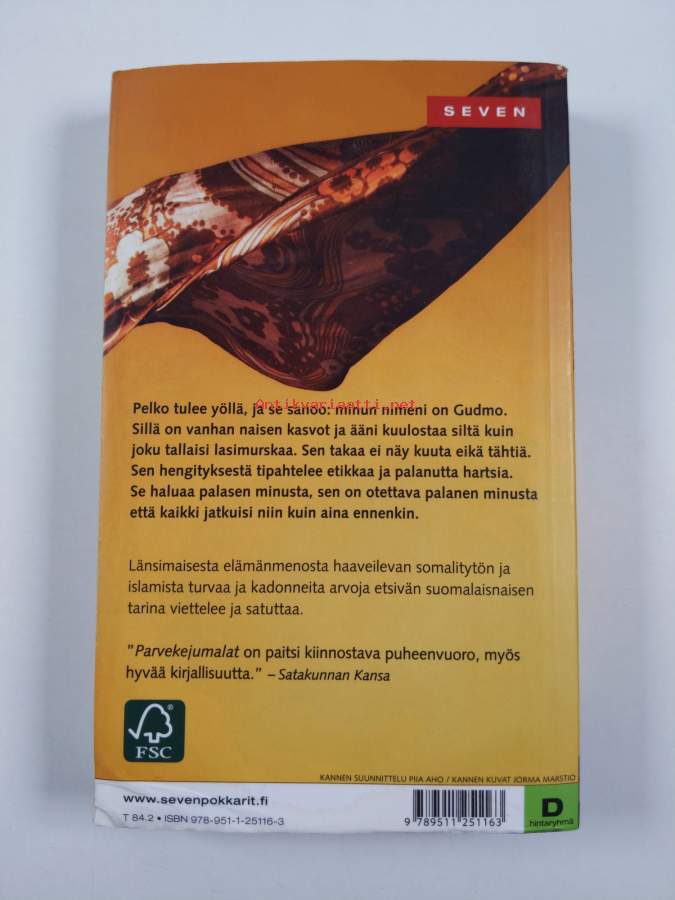 SEVEN
Pelko tulee yöllä, ja se sanoo: minun nimeni on Gudmo.
Antikvariaatti.net
Sillä on vanhan naisen kasvot ja ääni kuulostaa siltä kuin
joku tallaisi lasimurskaa. Sen takaa ei näy kuuta eikä tähtiä.
Sen hengityksestä tipahtelee etikkaa ja palanutta hartsia.
Se haluaa palasen minusta, sen on otettava palanen minusta
että kaikki jatkuisi niin kuin aina ennenkin.
Länsimaisesta elämänmenosta haaveilevan somalitytön ja
islamista turvaa ja kadonneita arvoja etsivän suomalaisnaisen
tarina viettelee ja satuttaa.
"Parvekejumalat on paitsi kiinnostava puheenvuoro, myös
hyvää kirjallisuutta." – Satakunnan Kansa
FSC
KANNEN SUUNNITTELU PIIA AHO / KANNEN KUVAT JORMA MARSTIO
www.sevenpokkarit.fi
T 84.2 • ISBN 978-951-1-25116-3
9 789511 251163
D
hintaryhmä